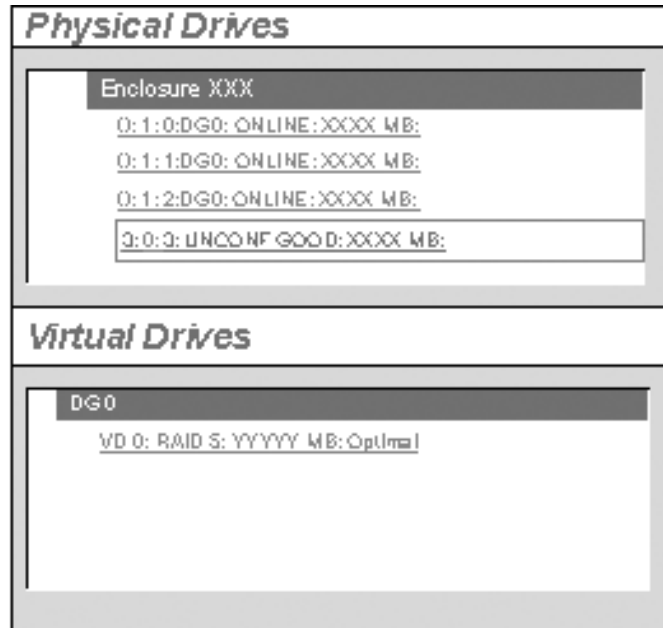 Physical Drives
Enclosure XXX
0:1:0:DG0: ONLINE:XXXX MB:
0:1:1:DG0: ONLINE:XXXX MB:
0:1:2:DG0:ONLINE:XXXX MB:
3:0:3: UNCONF GOOD:XXXX MB:
Virtual Drives
DG0
VD 0: RAID 5: YYYYY MB:Optimal